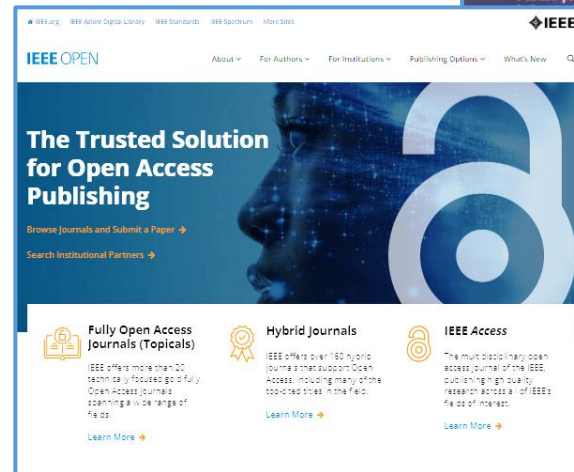 IEEE.org IEEE Xplore Digital Library IEEE Standards IEEE Spectrum More Sites
IEEE
IEEE OPEN
About For Authors For Institutions Publishing Options What's New
The Trusted Solution
for Open Access
Publishing
Browse Journals and Submit a Paper →
Search Institutional Partners →
Fully Open Access
Journals (Topicals)
IEEE offers more than 20
technically focused gold fully
Open Access journals
spanning a wide range of
fields.
Learn More →
Hybrid Journals
IEEE offers over 160 hybrid
journals that support Open
Access, including many of the
top-cited titles in the field.
Learn More →
IEEE Access
The multidisciplinary open
access journal of the IEEE,
publishing high quality
research across all of IEEE's
fields of interest.
Learn More →